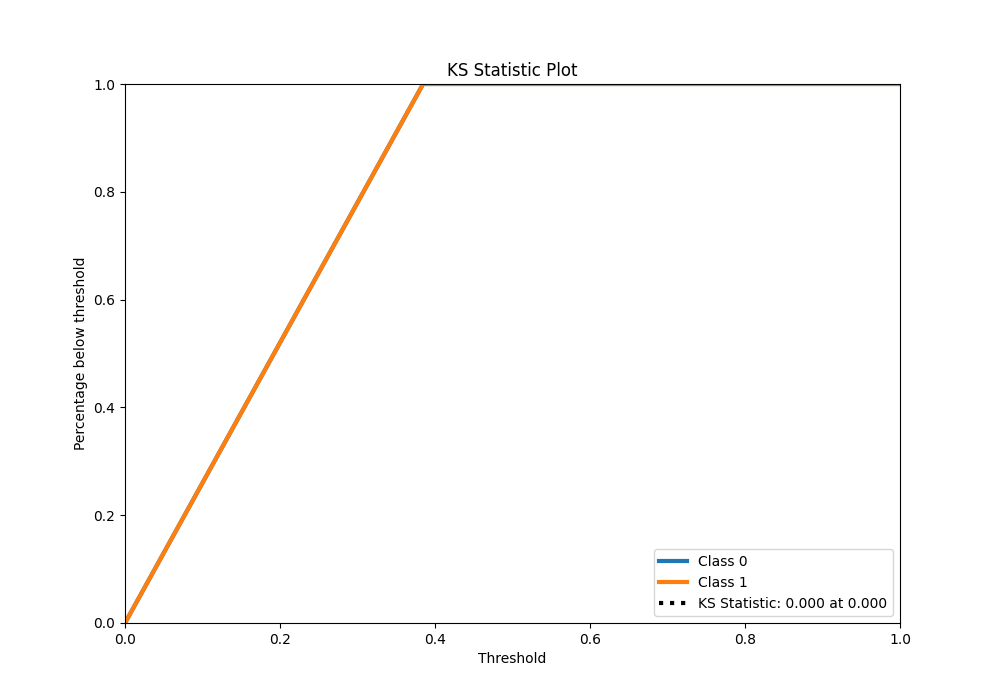 KS Statistic Plot
1.0
0.8
0.6
0.4
0.2
0.0
Percentage below threshold
0.0 0.2 0.4 0.6 0.8 1.0
Threshold
Class 0
Class 1
KS Statistic: 0.000 at 0.000